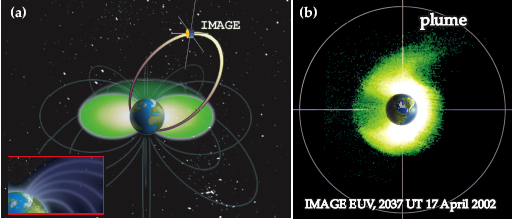 (a)
IMAGE
(b)
plume
IMAGE EUV, 2037 UT 17 April 2002